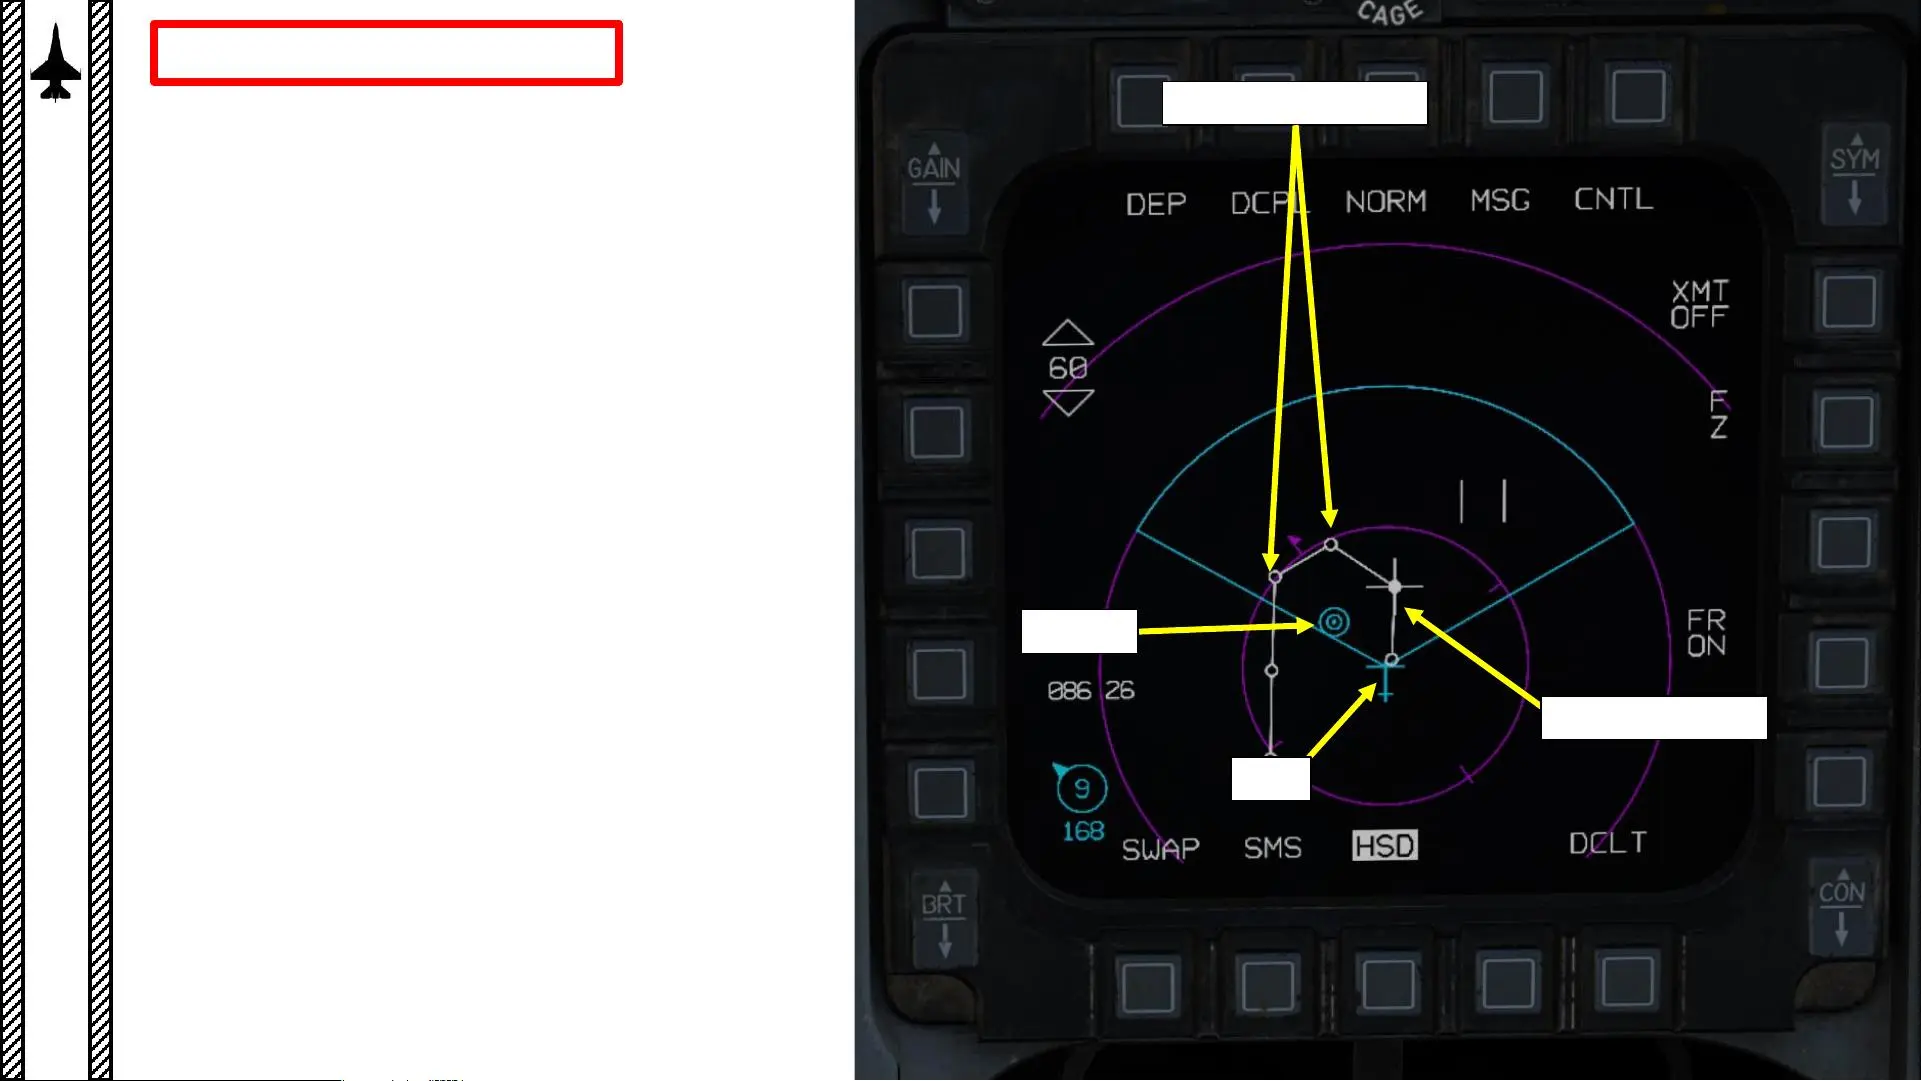 CAGE
GAIN
SYM
DEP DCPL NORM MSG CNTL
XMT
OFF
60
F
Z
FR
ON
086 26
9
168
SWAP SMS HSD DCLT
BRT
CON